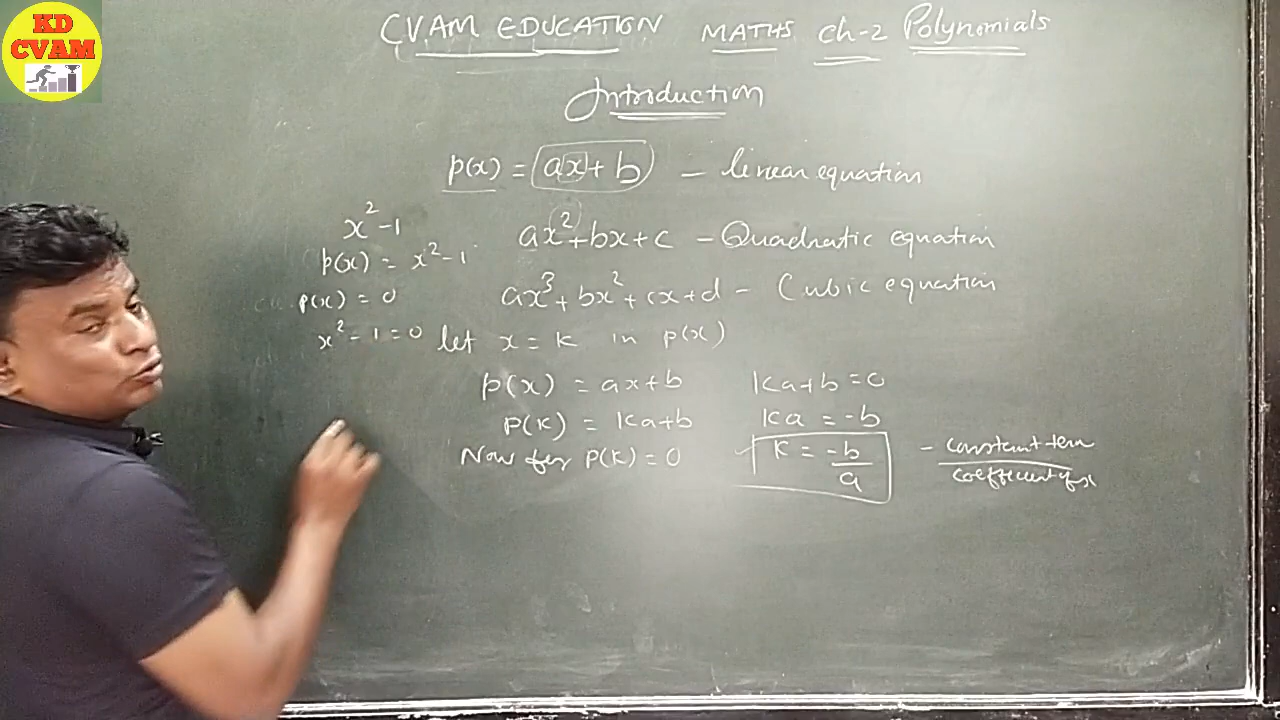 KD
CVAM
CVAM EDUCATION MATHS Ch-2 Polynomials
Introduction
p(x) = ax + b - linear equation
x² - 1
ax² + bx + c - Quadratic equation
p(x) = x² - 1
p(x) = 0
ax³ + bx² + cx + d - Cubic equation
x² - 1 = 0
let x = k in p(x)
p(x) = ax + b
ka + b = 0
p(k) = ka + b
ka = -b
Now for p(k) = 0
k = -b/a
- constant term
coefficient of x